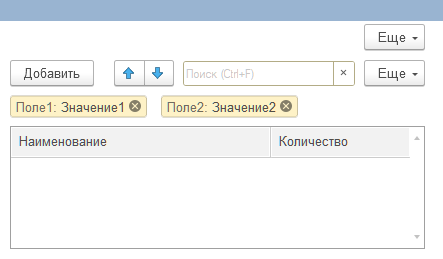 Еще
Добавить Поиск (Ctrl+F) × Еще
Поле1: Значение1 Поле2: Значение2
Наименование Количество